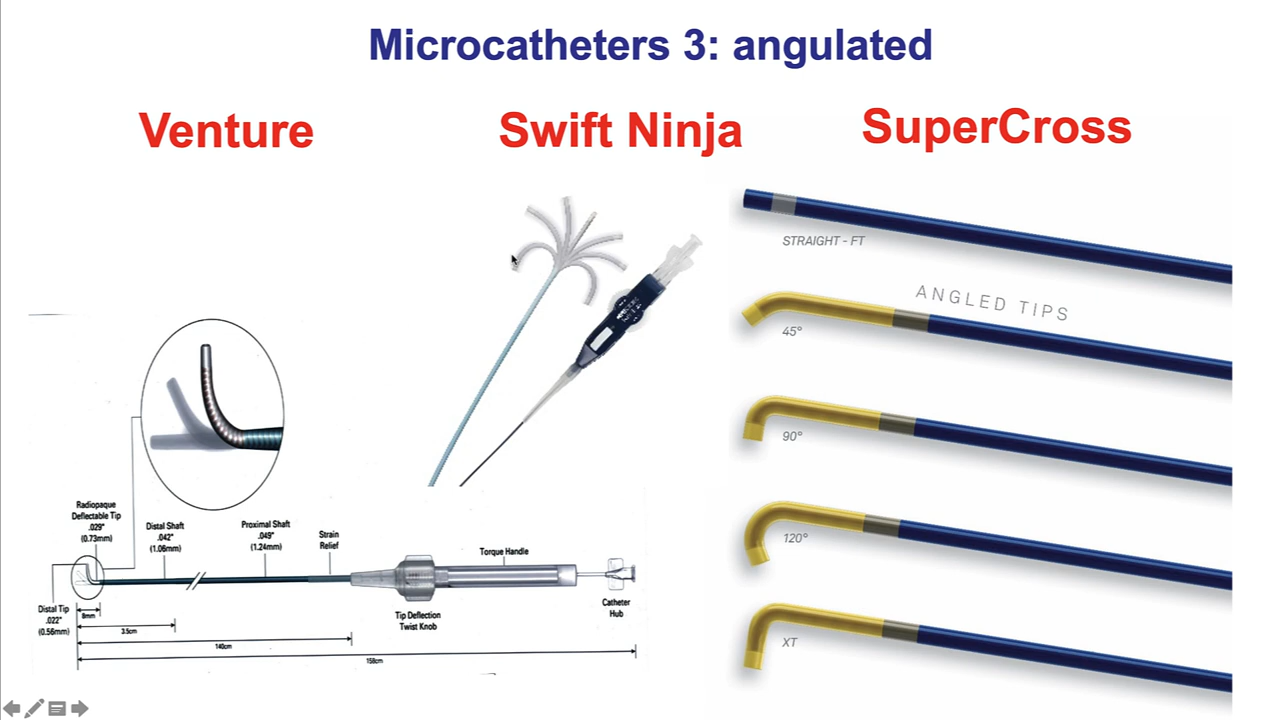 Microcatheters 3: angulated
Venture
Swift Ninja
SuperCross
STRAIGHT - FT
ANGLED TIPS
45°
90°
120°
XT
Radiopaque
Deflectable Tip
.029"
(0.73mm)
Distal Shaft
.042"
(1.06mm)
Proximal Shaft
.049"
(1.24mm)
Strain
Relief
Torque Handle
Distal Tip
.022"
(0.56mm)
8mm
3.5cm
140cm
158cm
Tip Deflection
Twist Knob
Catheter
Hub